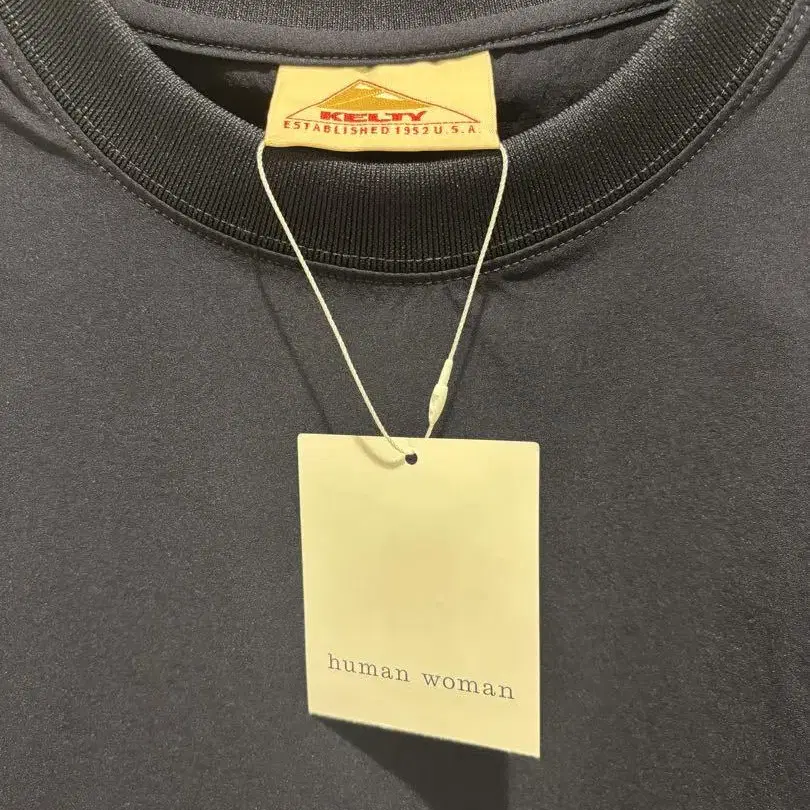 KELTY
ESTABLISHED 1952 U.S.A.
human woman